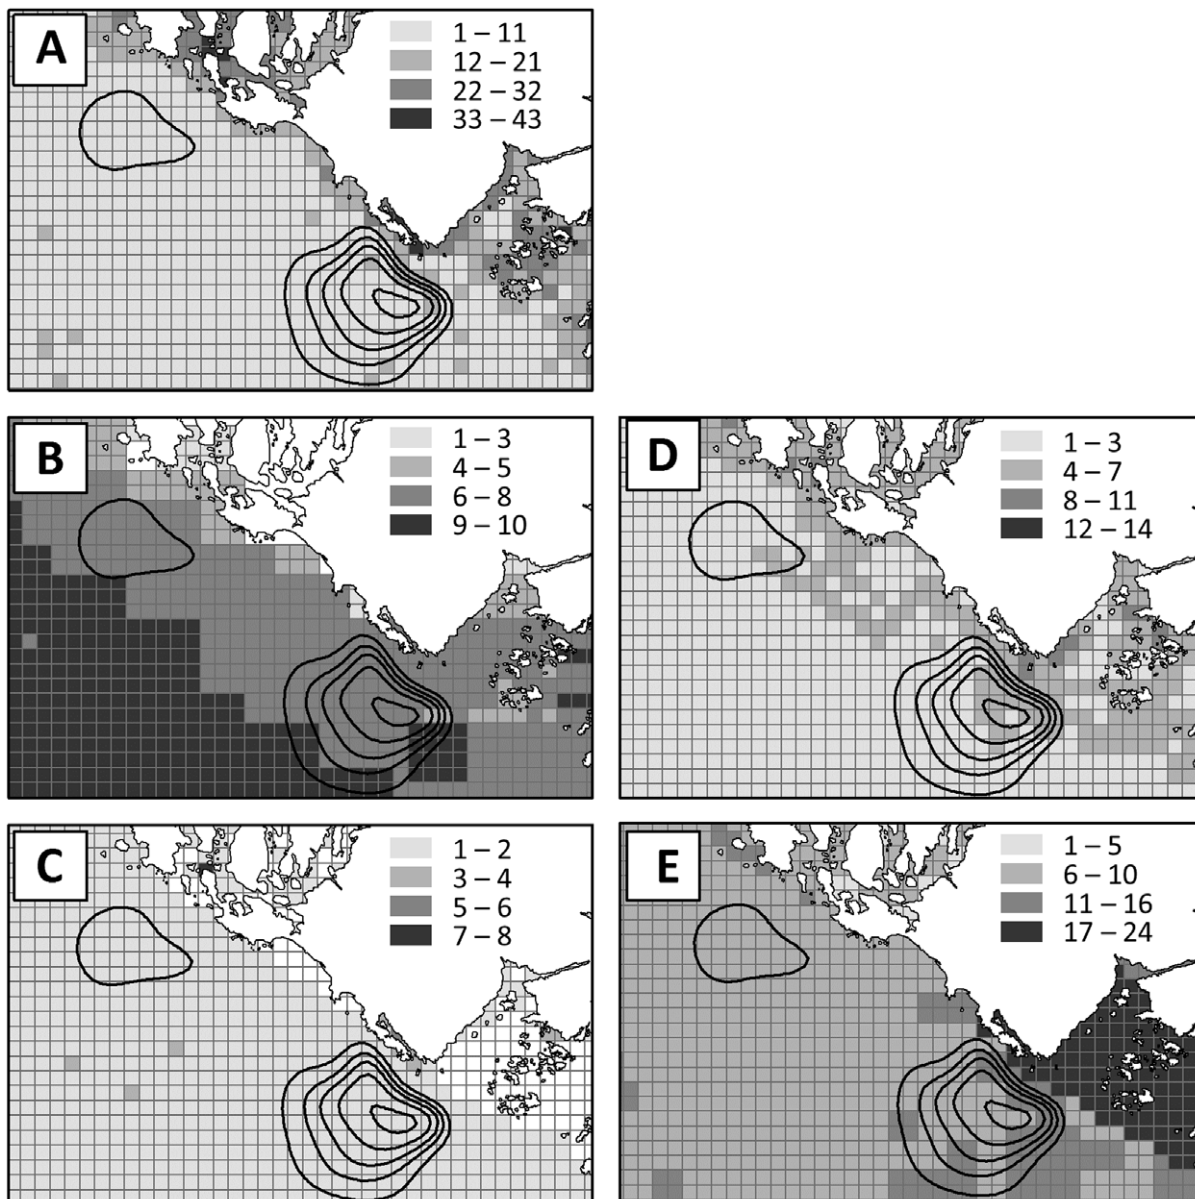 A
1 – 11
12 – 21
22 – 32
33 – 43
B
1 – 3
4 – 5
6 – 8
9 – 10
D
1 – 3
4 – 7
8 – 11
12 – 14
C
1 – 2
3 – 4
5 – 6
7 – 8
E
1 – 5
6 – 10
11 – 16
17 – 24